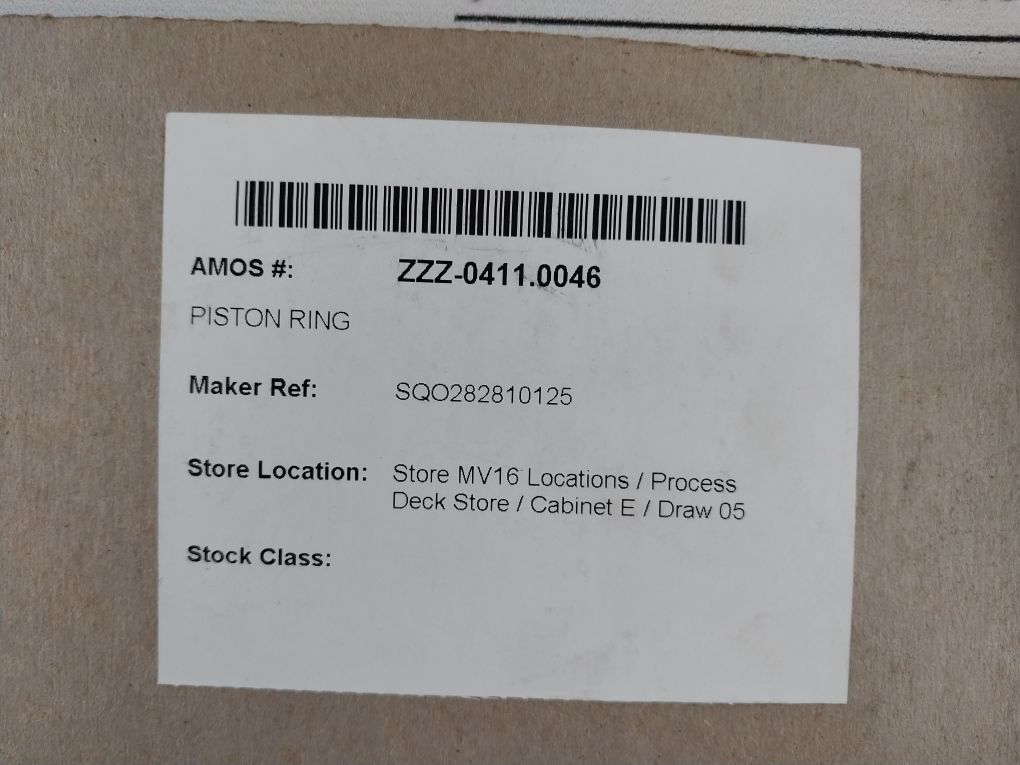 AMOS #: ZZZ-0411.0046
PISTON RING
Maker Ref: SQO282810125
Store Location: Store MV16 Locations / Process
Deck Store / Cabinet E / Draw 05
Stock Class: